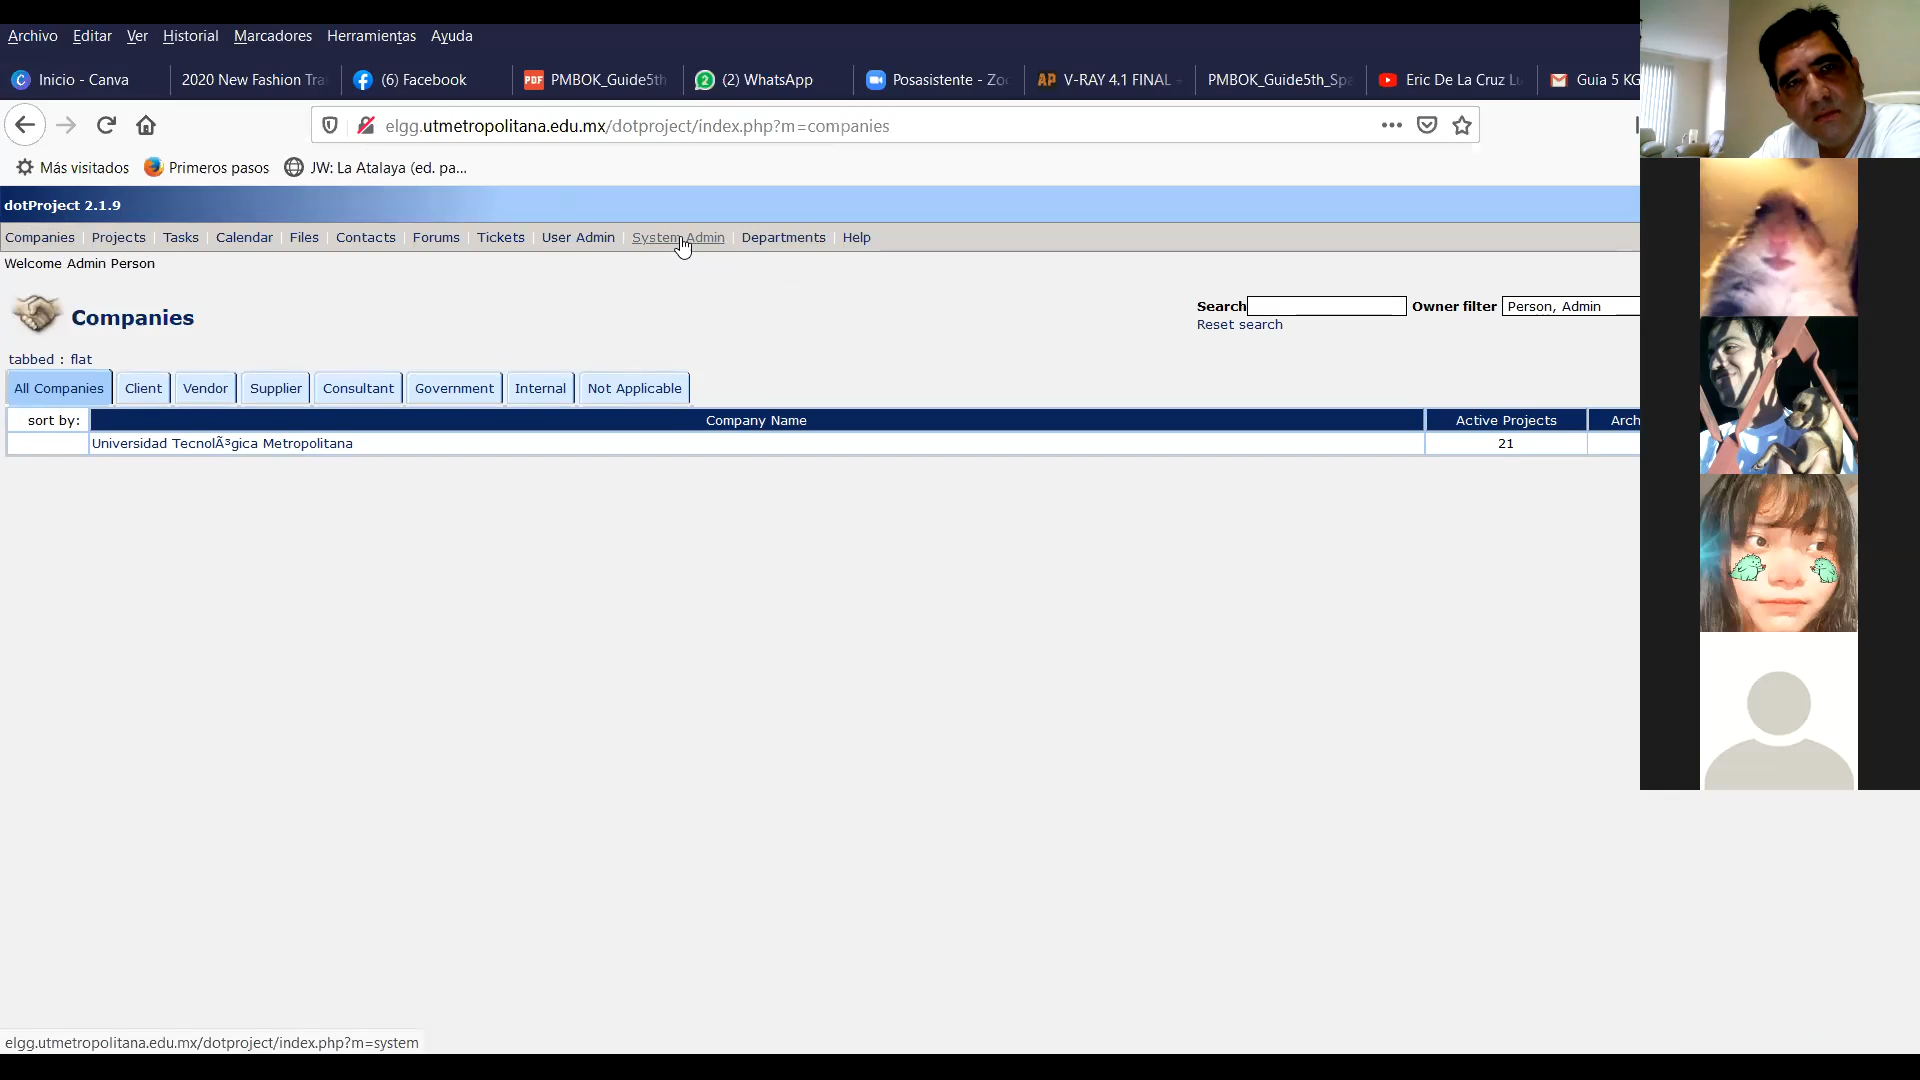 Archivo Editar Ver Historial Marcadores Herramientas Ayuda
Inicio - Canva 2020 New Fashion Tra (6) Facebook PMBOK_Guide5th (2) WhatsApp Posasistente - Zo V-RAY 4.1 FINAL - PMBOK_Guide5th_Spa Eric De La Cruz Lu Guia 5 KG
elgg.utmetropolitana.edu.mx/dotproject/index.php?m=companies
Más visitados Primeros pasos JW: La Atalaya (ed. pa...
dotProject 2.1.9
Companies | Projects | Tasks | Calendar | Files | Contacts | Forums | Tickets | User Admin | System Admin | Departments | Help
Welcome Admin Person
Companies
Search Owner filter Person, Admin
Reset search
tabbed : flat
All Companies Client Vendor Supplier Consultant Government Internal Not Applicable
sort by: Company Name Active Projects Arch
Universidad TecnolÃ³gica Metropolitana 21
elgg.utmetropolitana.edu.mx/dotproject/index.php?m=system